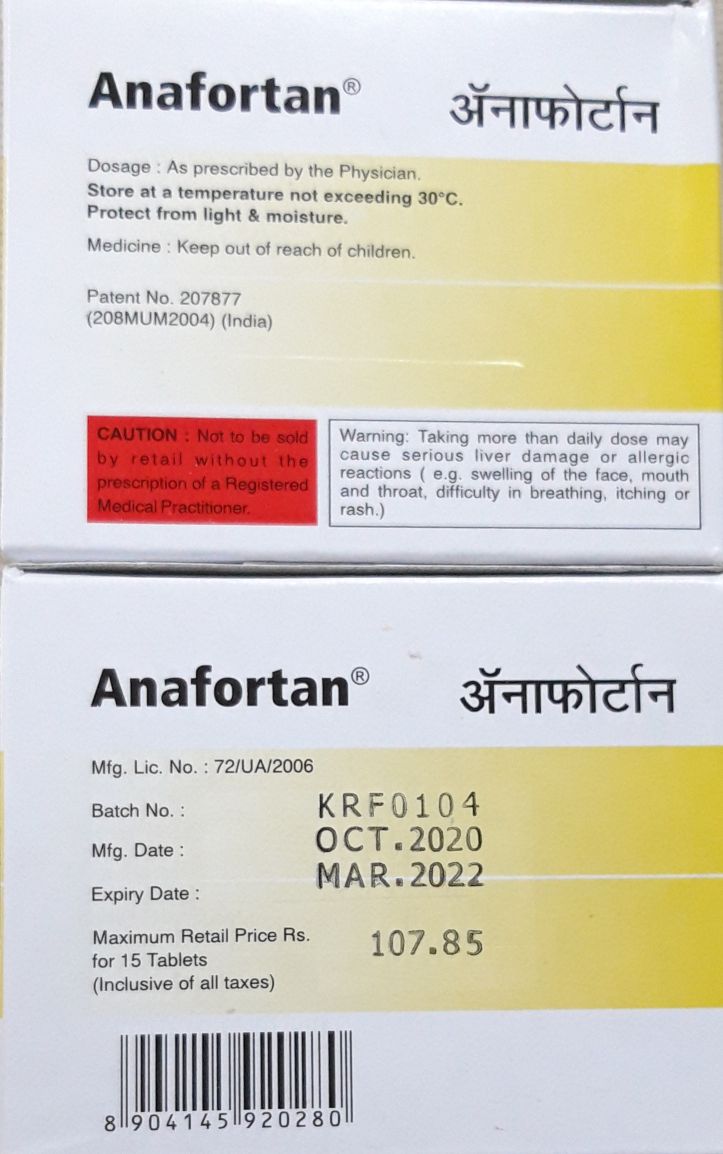 Anafortan® ॲनाफोर्टान
Dosage : As prescribed by the Physician.
Store at a temperature not exceeding 30°C.
Protect from light & moisture.
Medicine : Keep out of reach of children.
Patent No. 207877
(208MUM2004) (India)
CAUTION : Not to be sold
by retail without the
prescription of a Registered
Medical Practitioner.
Warning: Taking more than daily dose may
cause serious liver damage or allergic
reactions ( e.g. swelling of the face, mouth
and throat, difficulty in breathing, itching or
rash.)
Anafortan® ॲनाफोर्टान
Mfg. Lic. No. : 72/UA/2006
Batch No. : KRF0104
Mfg. Date : OCT.2020
Expiry Date : MAR.2022
Maximum Retail Price Rs. 107.85
for 15 Tablets
(Inclusive of all taxes)
8 904145 920280